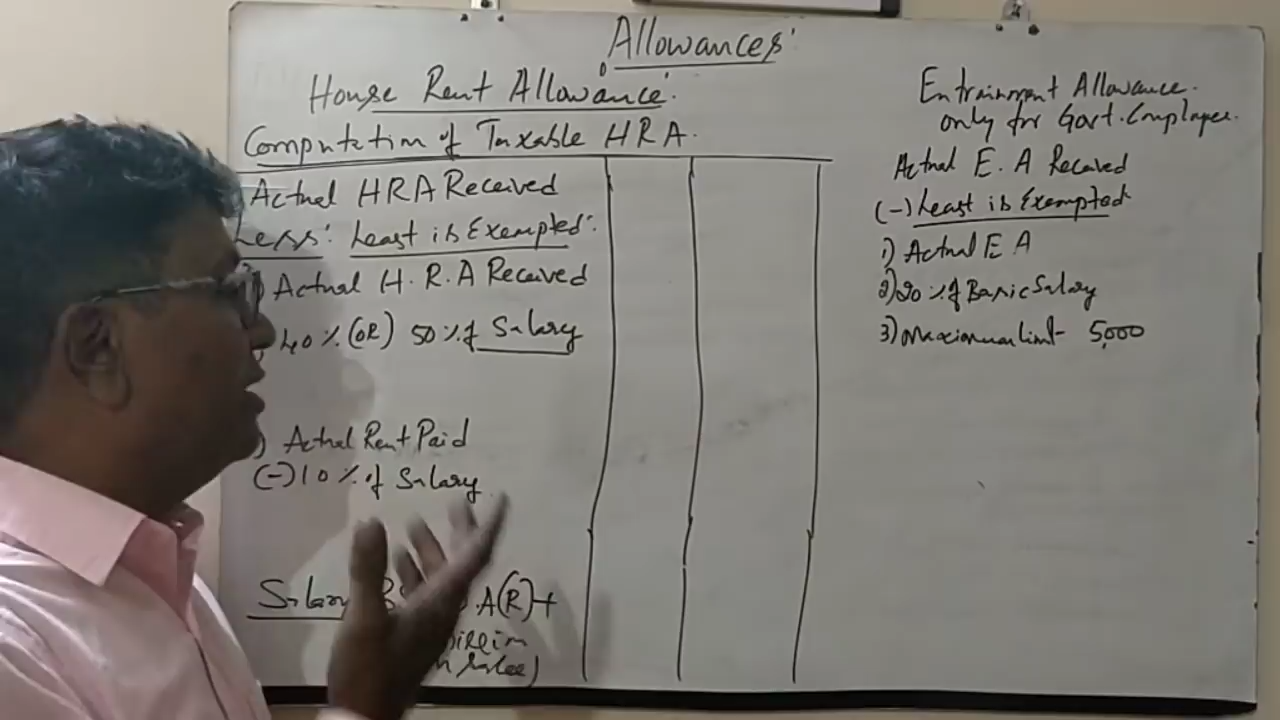 Allowances:
House Rent Allowance:
Computation of Taxable HRA.
Actual HRA Received
Less: Least is Exempted:
Actual H.R.A Received
40% (OR) 50% of Salary
Actual Rent Paid
(-) 10% of Salary
Salary
A(R)+
Entrainment Allowance.
only for Govt. Employee.
Actual E.A Received
(-) Least is Exempted
1) Actual E A
2) 20% of Basic Salary
3) Maximum Limit - 5,000